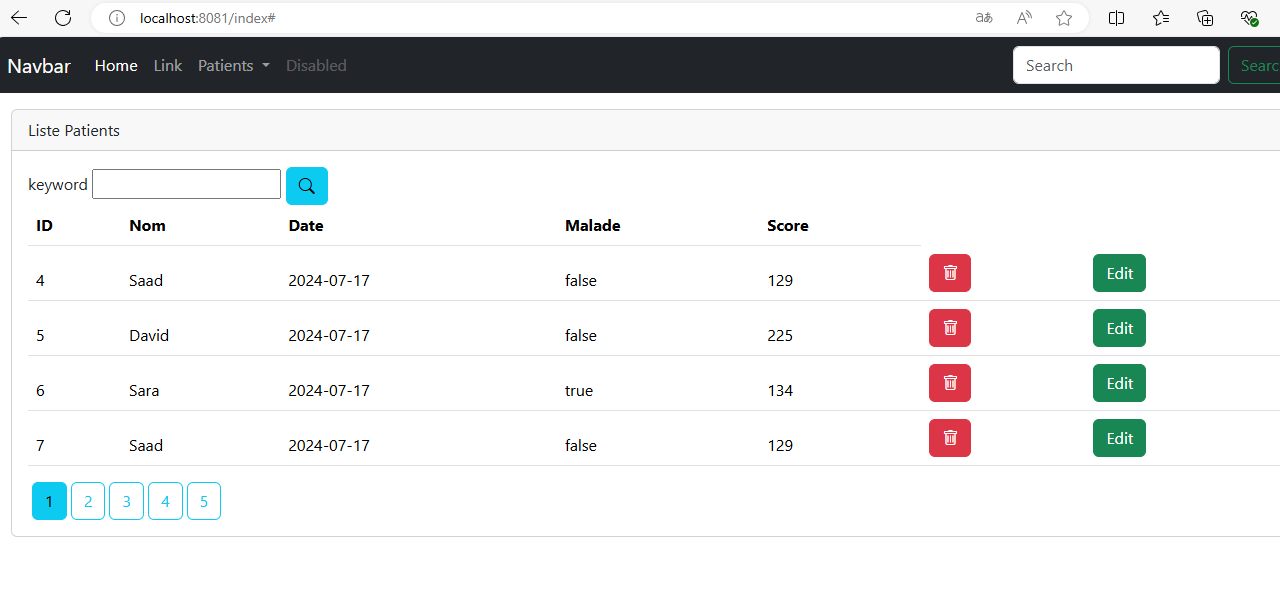 localhost:8081/index#
Navbar Home Link Patients Disabled Search Searc
Liste Patients
keyword
ID Nom Date Malade Score
4 Saad 2024-07-17 false 129 Edit
5 David 2024-07-17 false 225 Edit
6 Sara 2024-07-17 true 134 Edit
7 Saad 2024-07-17 false 129 Edit
1 2 3 4 5